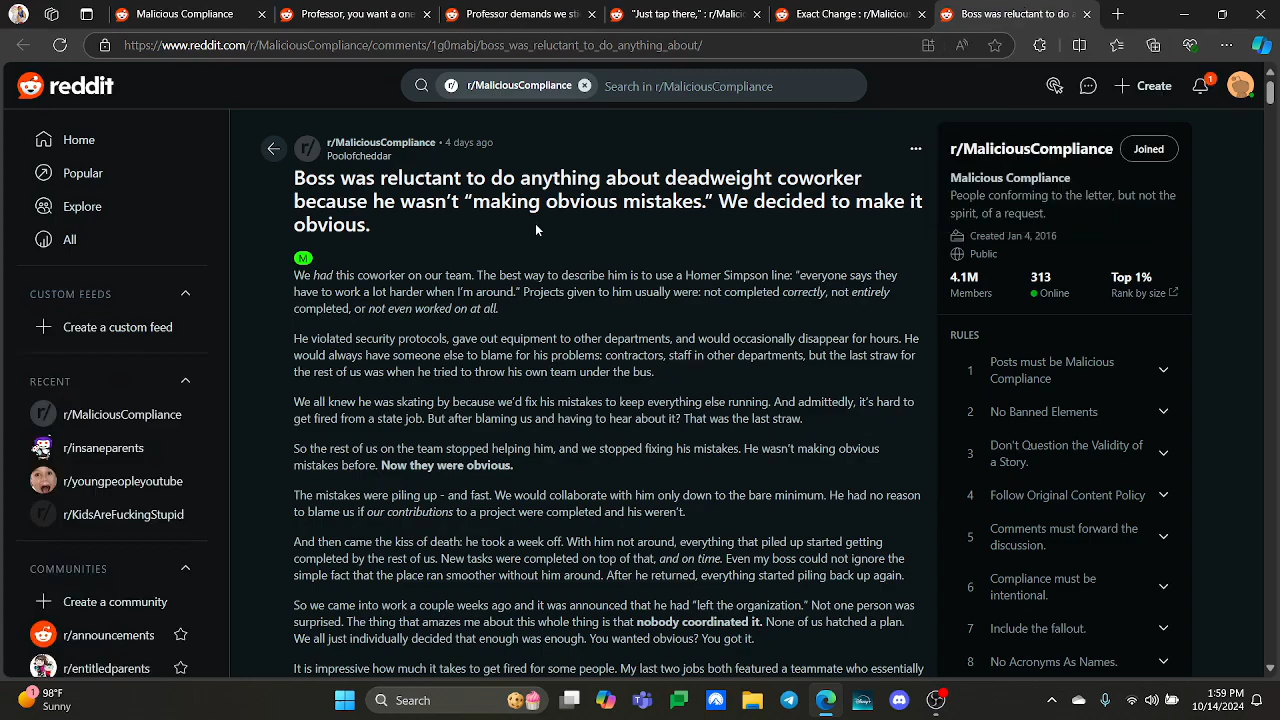 Malicious Compliance
Professor, you want a one
Professor demands we sti
"Just tap there," : r/Malici
Exact Change : r/Malicious
Boss was reluctant to do a
https://www.reddit.com/r/MaliciousCompliance/comments/1g0mabj/boss_was_reluctant_to_do_anything_about/
reddit
r/MaliciousCompliance
Search in r/MaliciousCompliance
Create
1
Home
Popular
Explore
All
CUSTOM FEEDS
Create a custom feed
RECENT
r/MaliciousCompliance
r/insaneparents
r/youngpeopleyoutube
r/KidsAreFuckingStupid
COMMUNITIES
Create a community
r/announcements
r/entitledparents
r/
r/MaliciousCompliance • 4 days ago
Poolofcheddar
Boss was reluctant to do anything about deadweight coworker
because he wasn't “making obvious mistakes.” We decided to make it
obvious.
M
We had this coworker on our team. The best way to describe him is to use a Homer Simpson line: “everyone says they
have to work a lot harder when I'm around.” Projects given to him usually were: not completed correctly, not entirely
completed, or not even worked on at all.
He violated security protocols, gave out equipment to other departments, and would occasionally disappear for hours. He
would always have someone else to blame for his problems: contractors, staff in other departments, but the last straw for
the rest of us was when he tried to throw his own team under the bus.
We all knew he was skating by because we'd fix his mistakes to keep everything else running. And admittedly, it's hard to
get fired from a state job. But after blaming us and having to hear about it? That was the last straw.
So the rest of us on the team stopped helping him, and we stopped fixing his mistakes. He wasn't making obvious
mistakes before. Now they were obvious.
The mistakes were piling up - and fast. We would collaborate with him only down to the bare minimum. He had no reason
to blame us if our contributions to a project were completed and his weren't.
And then came the kiss of death: he took a week off. With him not around, everything that piled up started getting
completed by the rest of us. New tasks were completed on top of that, and on time. Even my boss could not ignore the
simple fact that the place ran smoother without him around. After he returned, everything started piling back up again.
So we came into work a couple weeks ago and it was announced that he had “left the organization.” Not one person was
surprised. The thing that amazes me about this whole thing is that nobody coordinated it. None of us hatched a plan.
We all just individually decided that enough was enough. You wanted obvious? You got it.
It is impressive how much it takes to get fired for some people. My last two jobs both featured a teammate who essentially
r/MaliciousCompliance
Joined
Malicious Compliance
People conforming to the letter, but not the
spirit, of a request.
Created Jan 4, 2016
Public
4.1M 313 Top 1%
Members Online Rank by size
RULES
1 Posts must be Malicious
Compliance
2 No Banned Elements
3 Don't Question the Validity of
a Story.
4 Follow Original Content Policy
5 Comments must forward the
discussion.
6 Compliance must be
intentional.
7 Include the fallout.
8 No Acronyms As Names.
1
98°F
Sunny
Search
Disney+
1:59 PM
10/14/2024